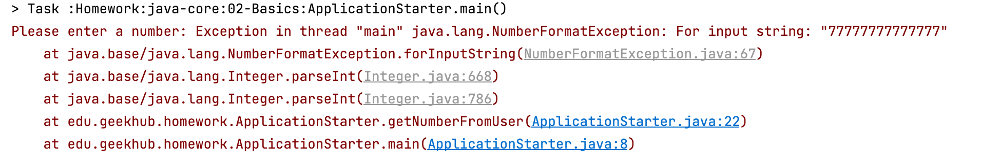 > Task :Homework:java-core:02-Basics:ApplicationStarter.main()
Please enter a number: Exception in thread "main" java.lang.NumberFormatException: For input string: "77777777777777"
    at java.base/java.lang.NumberFormatException.forInputString(NumberFormatException.java:67)
    at java.base/java.lang.Integer.parseInt(Integer.java:668)
    at java.base/java.lang.Integer.parseInt(Integer.java:786)
    at edu.geekhub.homework.ApplicationStarter.getNumberFromUser(ApplicationStarter.java:22)
    at edu.geekhub.homework.ApplicationStarter.main(ApplicationStarter.java:8)